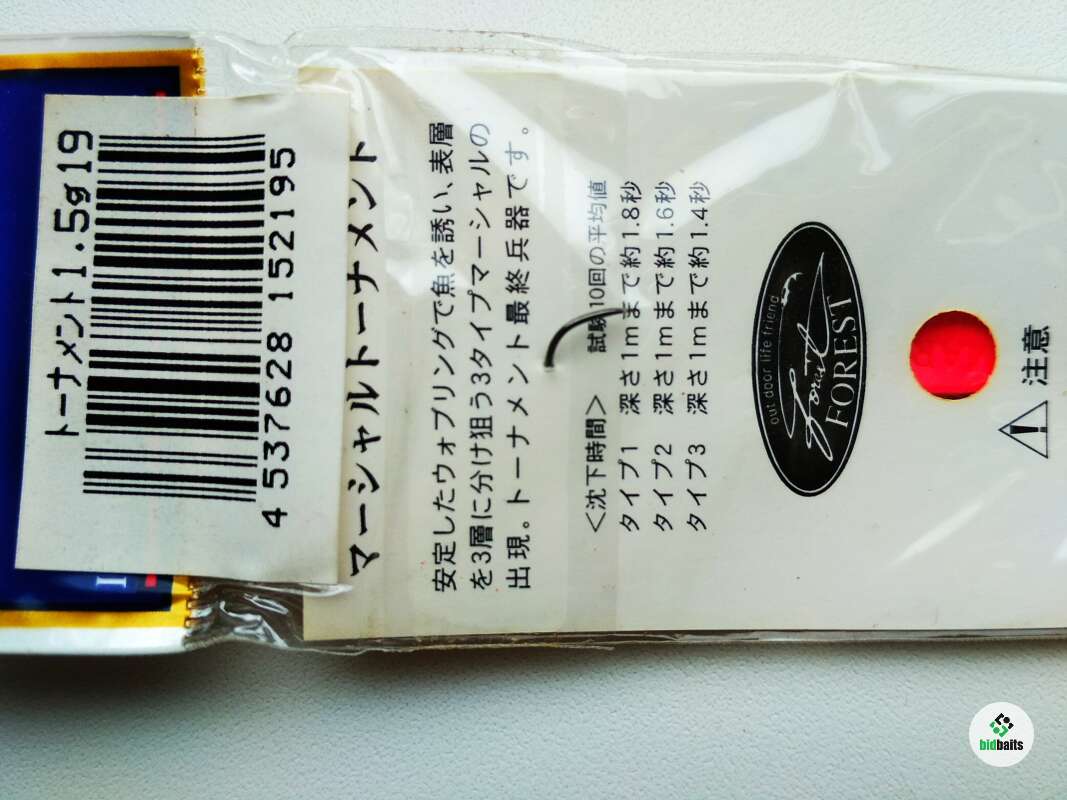 トーナメント1.5g19
4 537628 152195
マーシャルトーナメント
安定したウォブリングで魚を誘い、表層
を3層に分け狙う3タイプマーシャルの
出現。トーナメント最終兵器です。
<沈下時間> 試験10回の平均値
タイプ1 深さ1mまで約1.8秒
タイプ2 深さ1mまで約1.6秒
タイプ3 深さ1mまで約1.4秒
out door life friend
forest
FOREST
注意
bidbaits